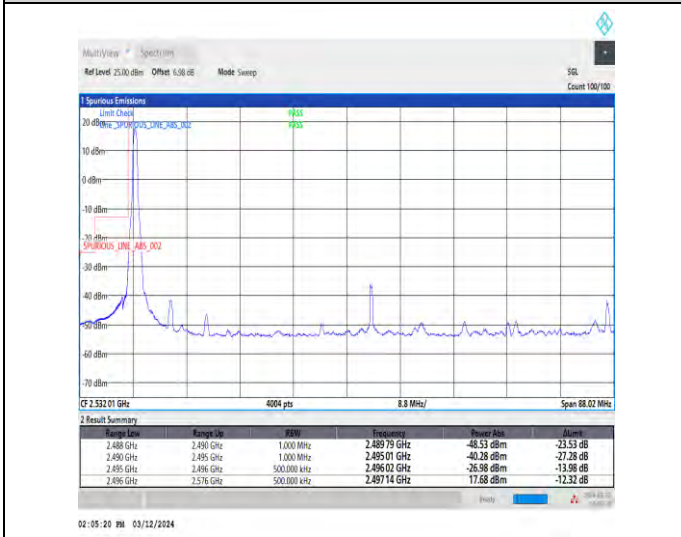 MultiView Spectrum
Ref Level 25.00 dBm Offset 6.98 dB Mode Sweep SGL
Count 100/100
1 Spurious Emissions
Limit Check PASS
20 dBm Line _SPURIOUS_LINE_ABS_002 PASS
10 dBm
0 dBm
-10 dBm
-20 dBm
_SPURIOUS_LINE_ABS_002
-30 dBm
-40 dBm
-50 dBm
-60 dBm
-70 dBm
CF 2.532 01 GHz 4004 pts 8.8 MHz/ Span 88.02 MHz
2 Result Summary
Range Low Range Up RBW Frequency Power Abs ΔLimit
2.488 GHz 2.490 GHz 1.000 MHz 2.489 79 GHz -48.53 dBm -23.53 dB
2.490 GHz 2.495 GHz 1.000 MHz 2.495 01 GHz -40.28 dBm -27.28 dB
2.495 GHz 2.496 GHz 500.000 kHz 2.496 02 GHz -26.98 dBm -13.98 dB
2.496 GHz 2.576 GHz 500.000 kHz 2.497 14 GHz 17.68 dBm -12.32 dB
02:05:20 PM 03/12/2024